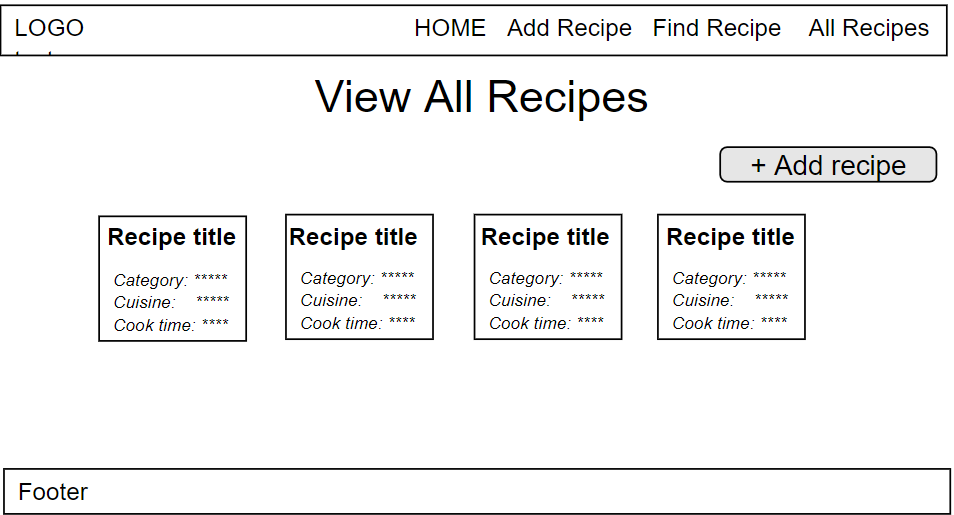 LOGO HOME Add Recipe Find Recipe All Recipes
View All Recipes
+ Add recipe
Recipe title Recipe title Recipe title Recipe title
Category: ***** Category: ***** Category: ***** Category: *****
Cuisine: ***** Cuisine: ***** Cuisine: ***** Cuisine: *****
Cook time: **** Cook time: **** Cook time: **** Cook time: ****
Footer